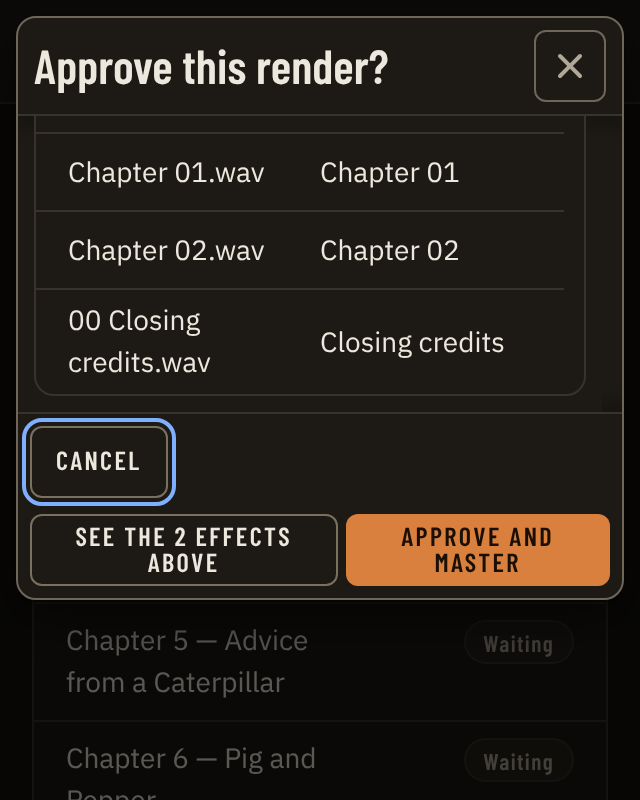 Approve this render?
Chapter 01.wav
Chapter 01
Chapter 02.wav
Chapter 02
00 Closing
credits.wav
Closing credits
CANCEL
SEE THE 2 EFFECTS
ABOVE
APPROVE AND
MASTER
Chapter 5 — Advice
from a Caterpillar
Waiting
Chapter 6 — Pig and
Pepper
Waiting